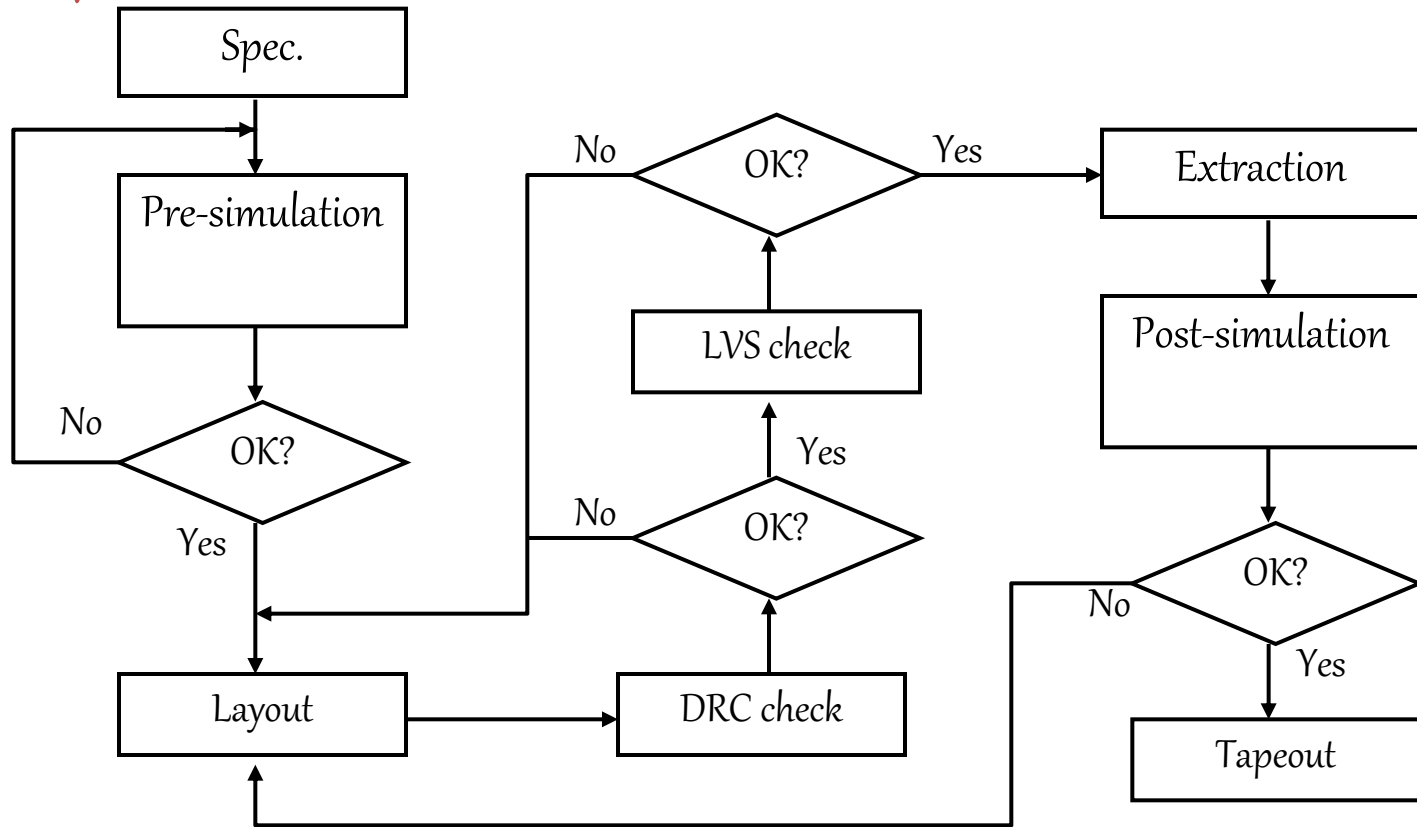 Spec.
Pre-simulation
No
OK?
Yes
Layout
DRC check
OK?
No
Yes
LVS check
OK?
No
Yes
Extraction
Post-simulation
OK?
No
Yes
Tapeout